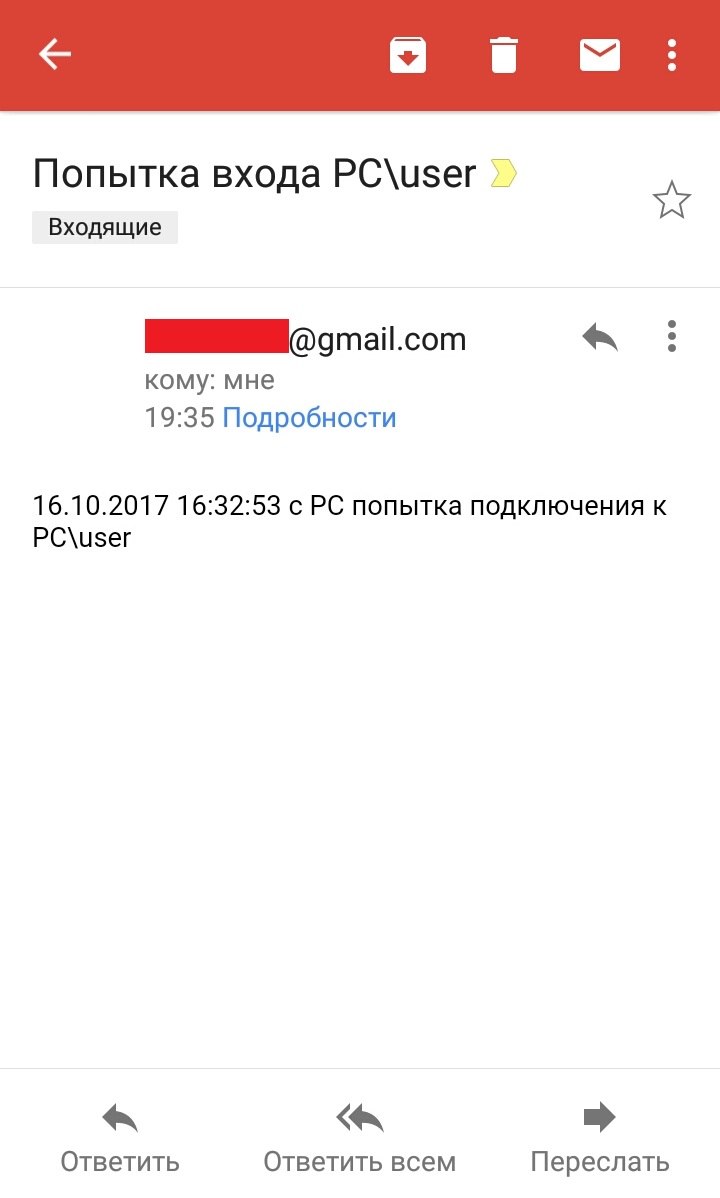 Попытка входа PC\user
Входящие
@gmail.com
кому: мне
19:35 Подробности
16.10.2017 16:32:53 с PC попытка подключения к
PC\user
Ответить
Ответить всем
Переслать